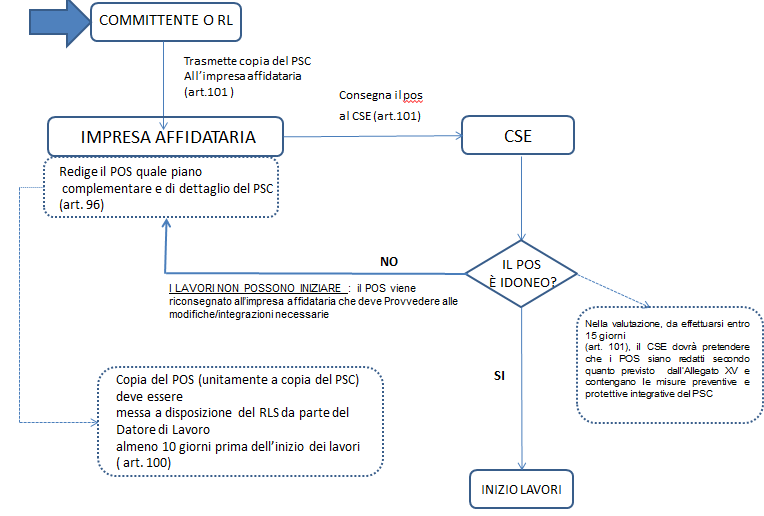 COMMITTENTE O RL
Trasmette copia del PSC
All'impresa affidataria
(art.101 )
Consegna il pos
al CSE (art.101)
IMPRESA AFFIDATARIA
CSE
Redige il POS quale piano
complementare e di dettaglio del PSC
(art. 96)
NO
IL POS
È IDONEO?
I LAVORI NON POSSONO INIZIARE : il POS viene
riconsegnato all'impresa affidataria che deve Provvedere alle
modifiche/integrazioni necessarie
Nella valutazione, da effettuarsi entro
15 giorni
(art. 101), il CSE dovrà pretendere
che i POS siano redatti secondo
quanto previsto dall'Allegato XV e
contengano le misure preventive e
protettive integrative del PSC
SI
Copia del POS (unitamente a copia del PSC)
deve essere
messa a disposizione del RLS da parte del
Datore di Lavoro
almeno 10 giorni prima dell'inizio dei lavori
( art. 100)
INIZIO LAVORI